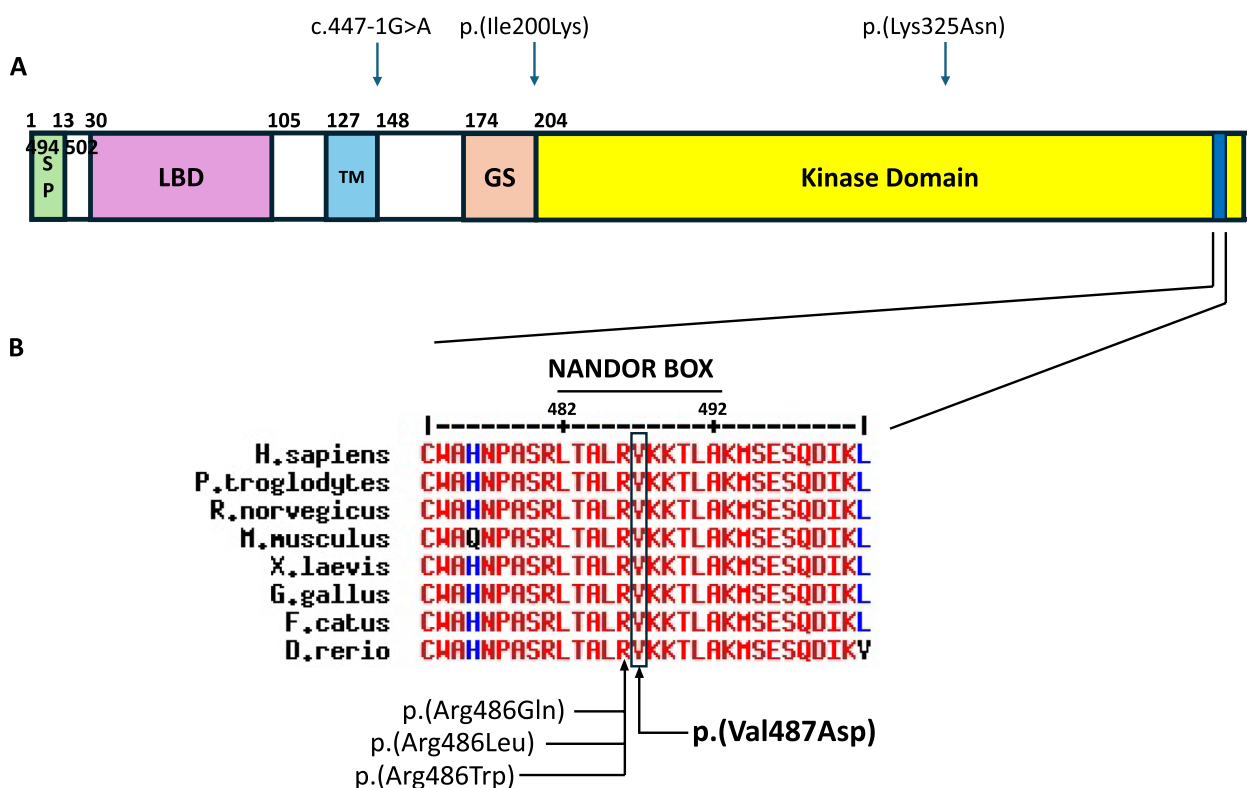 c.447-1G>A p.(Ile200Lys) p.(Lys325Asn)
A
1 13 30 105 127 148 174 204
494 502
SP LBD TM GS Kinase Domain
B
NANDOR BOX
482 492
H.sapiens CWAHNPASRLTALRVKKTLAKMSESQDIKL
P.troglodytes CWAHNPASRLTALRVKKTLAKMSESQDIKL
R.norvegicus CWAHNPASRLTALRVKKTLAKMSESQDIKL
M.musculus CWAQNPASRLTALRVKKTLAKMSESQDIKL
X.laevis CWAHNPASRLTALRVKKTLAKMSESQDIKL
G.gallus CWAHNPASRLTALRVKKTLAKMSESQDIKL
F.catus CWAHNPASRLTALRVKKTLAKMSESQDIKL
D.rerio CWAHNPASRLTALRVKKTLAKMSESQDIKV
p.(Arg486Gln)
p.(Val487Asp)
p.(Arg486Leu)
p.(Arg486Trp)